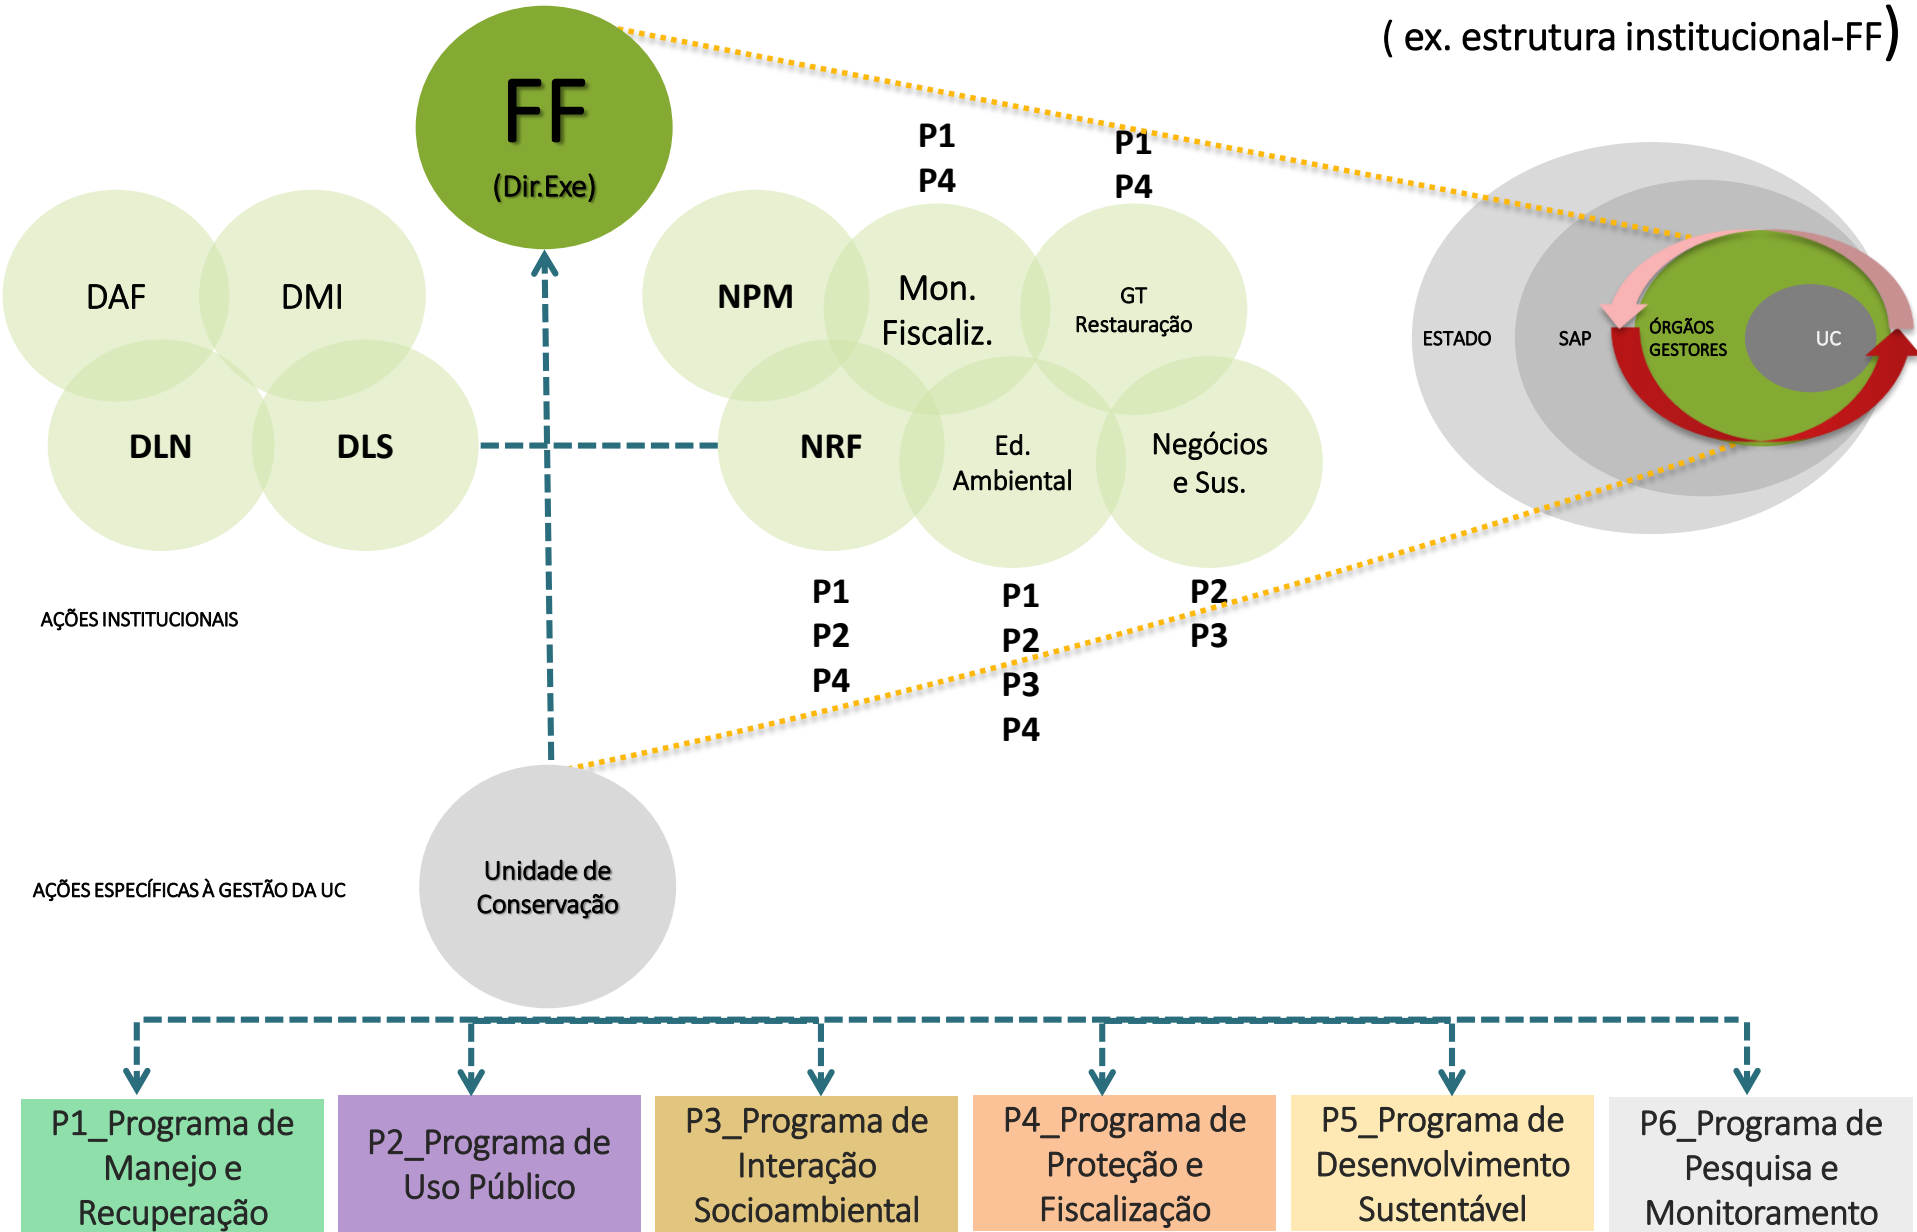 ( ex. estrutura institucional-FF)
FF
(Dir.Exe)
P1
P4
P1
P4
DAF
DMI
NPM
Mon.
Fiscaliz.
GT
Restauração
ESTADO
SAP
ÓRGÃOS
GESTORES
UC
DLN
DLS
NRF
Ed.
Ambiental
Negócios
e Sus.
P1
P2
P4
P1
P2
P3
P4
P2
P3
AÇÕES INSTITUCIONAIS
AÇÕES ESPECÍFICAS À GESTÃO DA UC
Unidade de
Conservação
P1_Programa de
Manejo e
Recuperação
P2_Programa de
Uso Público
P3_Programa de
Interação
Socioambiental
P4_Programa de
Proteção e
Fiscalização
P5_Programa de
Desenvolvimento
Sustentável
P6_Programa de
Pesquisa e
Monitoramento